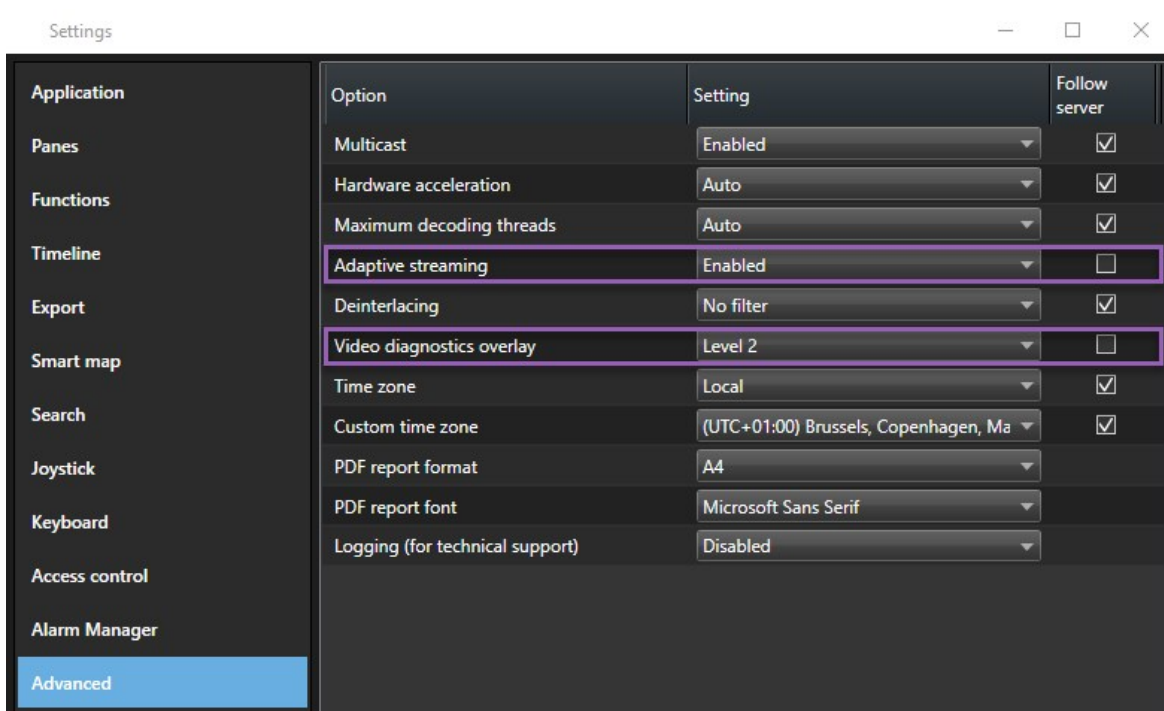 Settings
Application
Panes
Functions
Timeline
Export
Smart map
Search
Joystick
Keyboard
Access control
Alarm Manager
Advanced
Option Setting Follow server
Multicast Enabled
Hardware acceleration Auto
Maximum decoding threads Auto
Adaptive streaming Enabled
Deinterlacing No filter
Video diagnostics overlay Level 2
Time zone Local
Custom time zone (UTC+01:00) Brussels, Copenhagen, Ma
PDF report format A4
PDF report font Microsoft Sans Serif
Logging (for technical support) Disabled